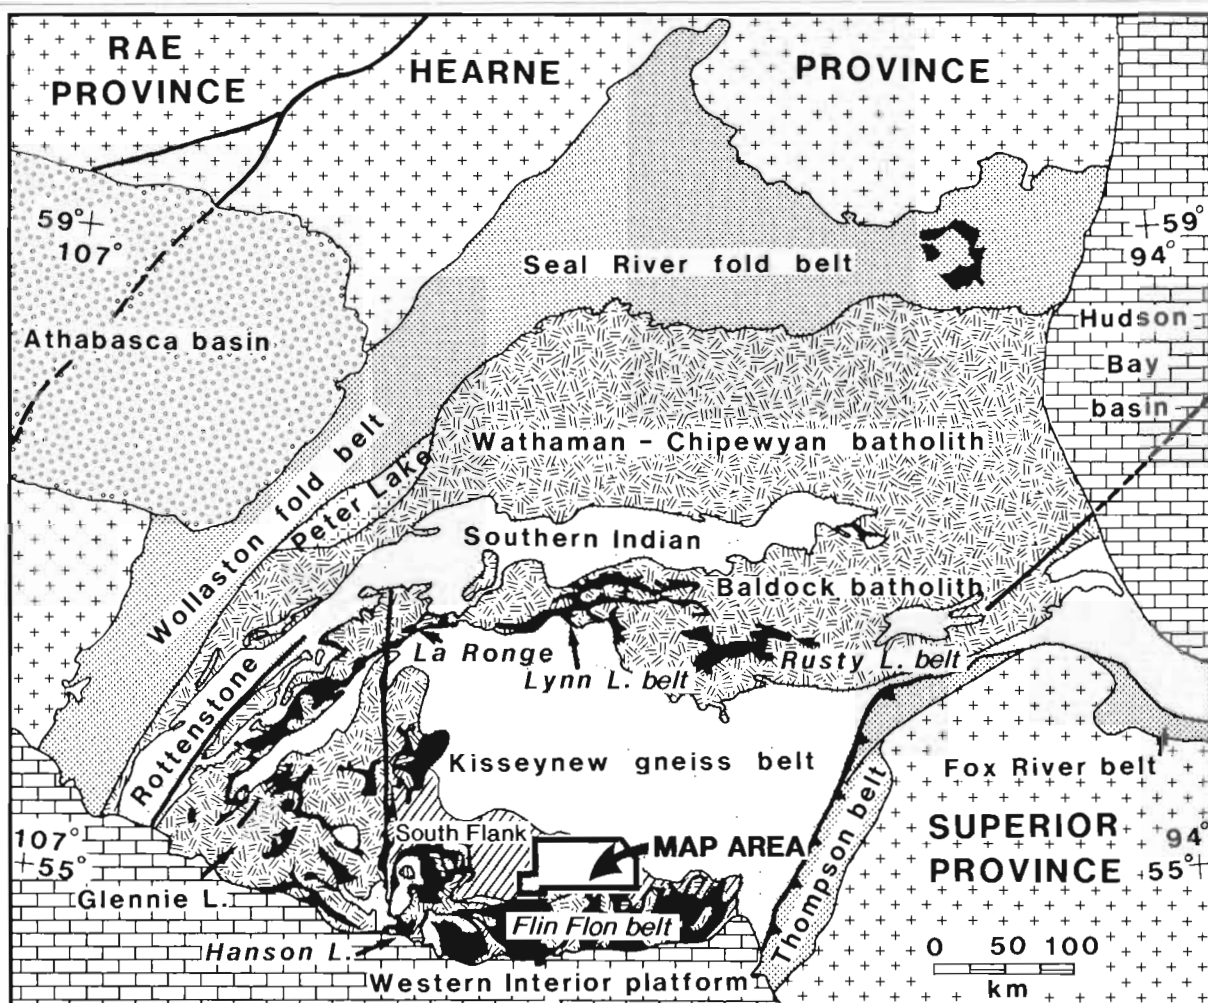 RAE
PROVINCE
HEARNE
PROVINCE
59°
107°
59°
94°
Seal River fold belt
Athabasca basin
Hudson
Bay
basin
Wathaman - Chipewyan batholith
Wollaston fold belt
Peter Lake
Southern Indian
Baldock batholith
La Ronge
Lynn L. belt
Rusty L. belt
Rottenstone
Kisseynew gneiss belt
Fox River belt
South Flank
MAP AREA
SUPERIOR
PROVINCE
107°
55°
94°
55°
Thompson belt
Glennie L.
Flin Flon belt
Hanson L.
Western Interior platform
0 50 100
km